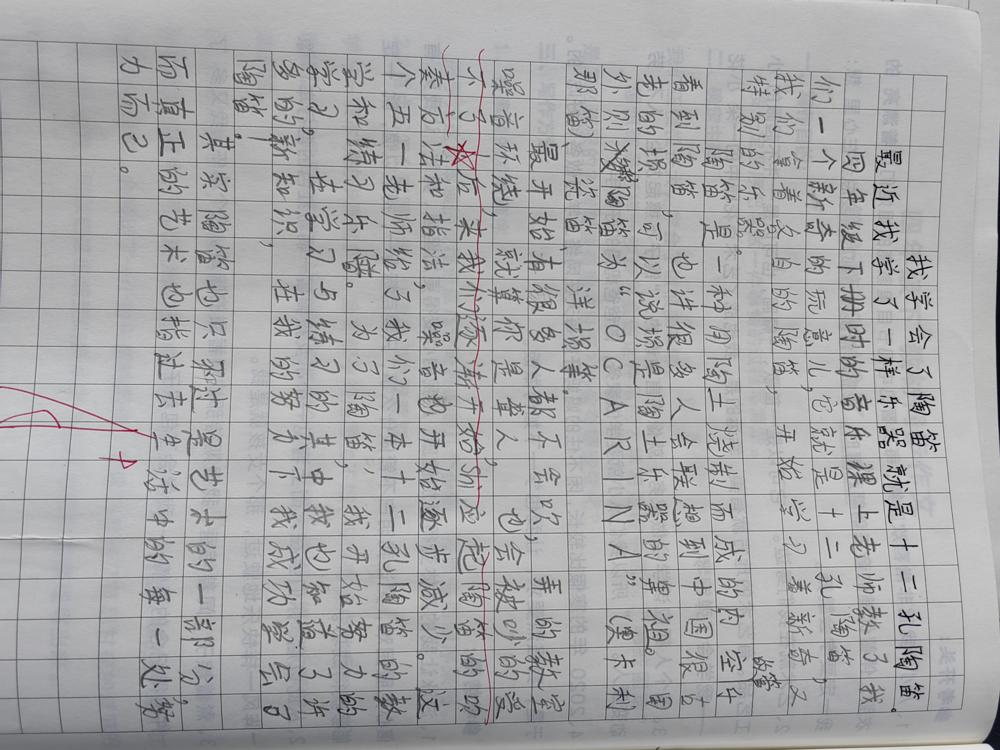 我学会了陶笛
最近我学了一样乐器就是十二孔陶笛。
四年级下册时的音乐课上老师教了我
们一个新奇的玩意儿,它就是十二孔陶笛,
我们拿着各自的陶笛,开始学习着新奇又
特别的乐器。
的管
陶笛是一种用陶土烧制而成的内空乐
看到陶笛,也许很多人会联想到中国很古
老的埙,可以说埙是陶土乐器的鼻祖。国
外则称陶笛为“OCARINA”(奥卡利
那笛)、瓷笛、洋埙等。
最开始有很多人都不会吹,弄的教室
噪音环绕,就算你是聋人,也会被吵的受
不了后来我们逐渐开始shi应起陶笛的吹
奏方法和指法,噪音也开始逐步减少。这
个五一老师给了我们一本十二孔陶笛的教
学和练习乐谱。为了陶笛,我开始努力的
学习,在学习与练习的其中我也知道了许
多的新知识,在我的努力下我成功学会了
陶笛!
其实陶笛也只不过是艺术的一部分,
而真正的艺术也指过去生活中的每一处努
力而已。
A+